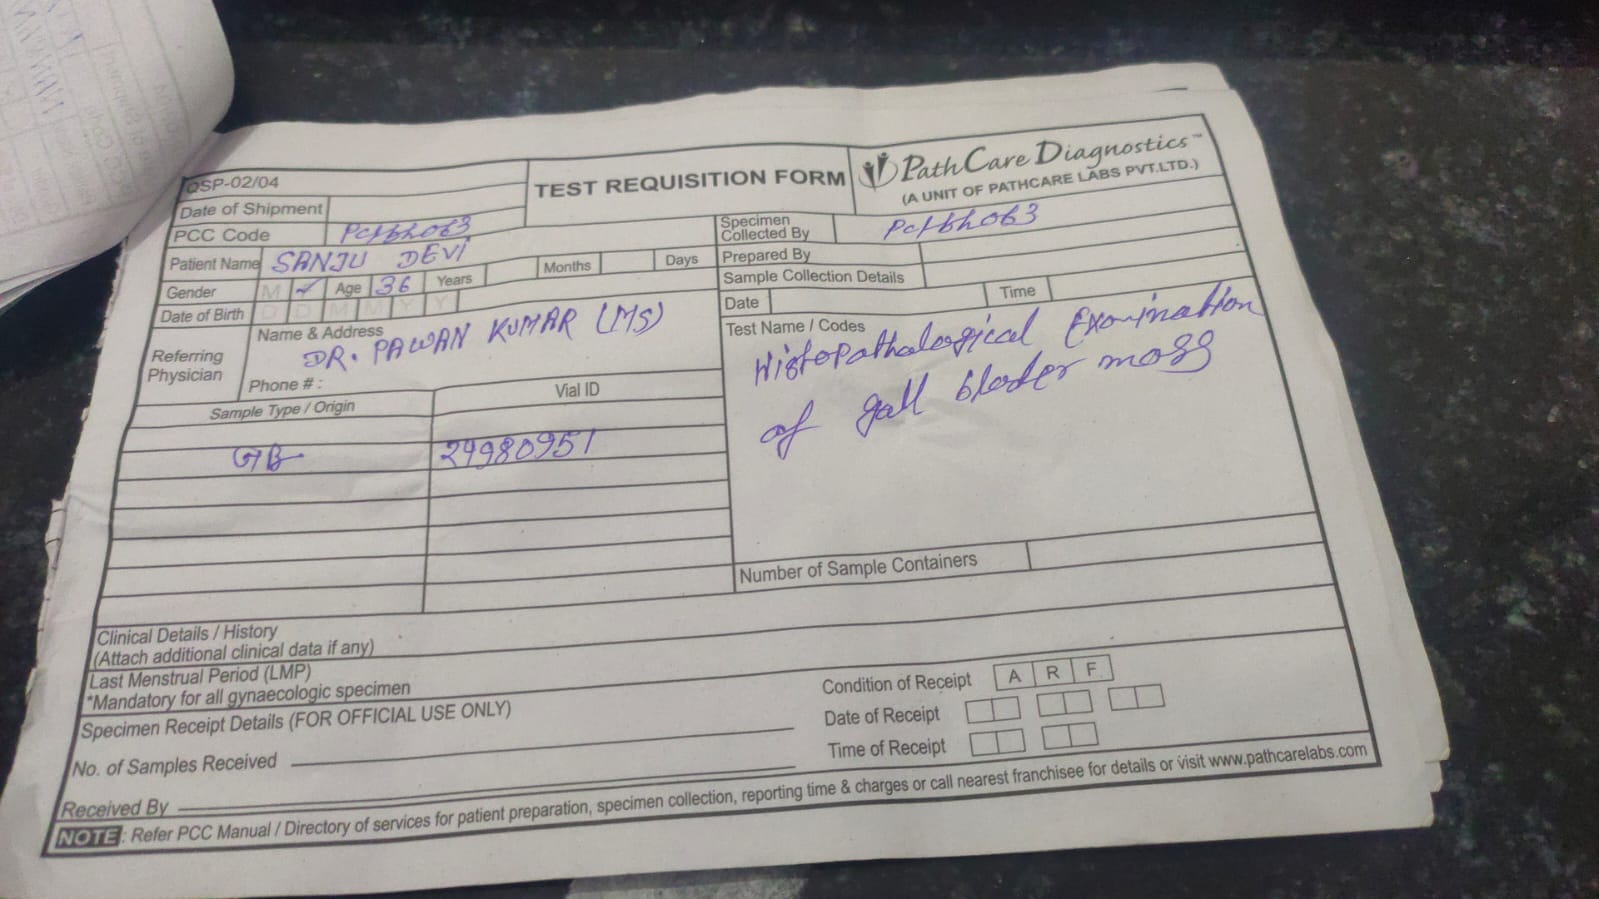 QSP-02/04
TEST REQUISITION FORM
PathCare Diagnostics™
(A UNIT OF PATHCARE LABS PVT.LTD.)
Date of Shipment
PCC Code Pctbh063
Specimen Collected By Pctbh063
Patient Name SANJU DEVI
Prepared By
Gender M ✓ Age 36 Years Months Days
Sample Collection Details
Date of Birth D D M M Y Y
Date Time
Referring Physician
Name & Address
DR. PAWAN KUMAR (MS)
Phone # :
Test Name / Codes
Histopathalogical Examination
of gall blader mass
Sample Type / Origin Vial ID
GB 29980951
Number of Sample Containers
Clinical Details / History
(Attach additional clinical data if any)
Last Menstrual Period (LMP)
*Mandatory for all gynaecologic specimen
Specimen Receipt Details (FOR OFFICIAL USE ONLY)
Condition of Receipt A R F
Date of Receipt
No. of Samples Received
Time of Receipt
Received By
NOTE : Refer PCC Manual / Directory of services for patient preparation, specimen collection, reporting time & charges or call nearest franchisee for details or visit www.pathcarelabs.com